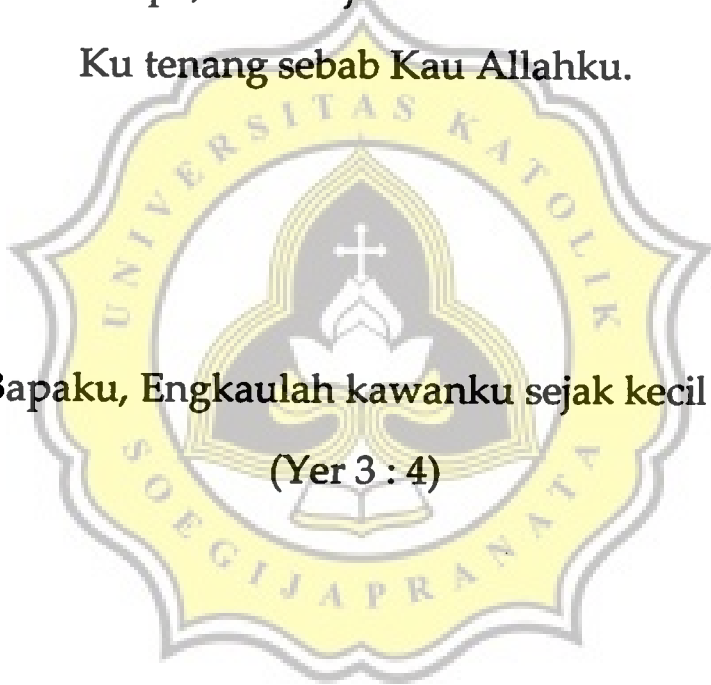 Ku tenang sebab Kau Allahku.
UNIVERSITAS KATOLIK
Bapaku, Engkaulah kawanku sejak kecil
(Yer 3 : 4)
SOEGIJAPRANATA